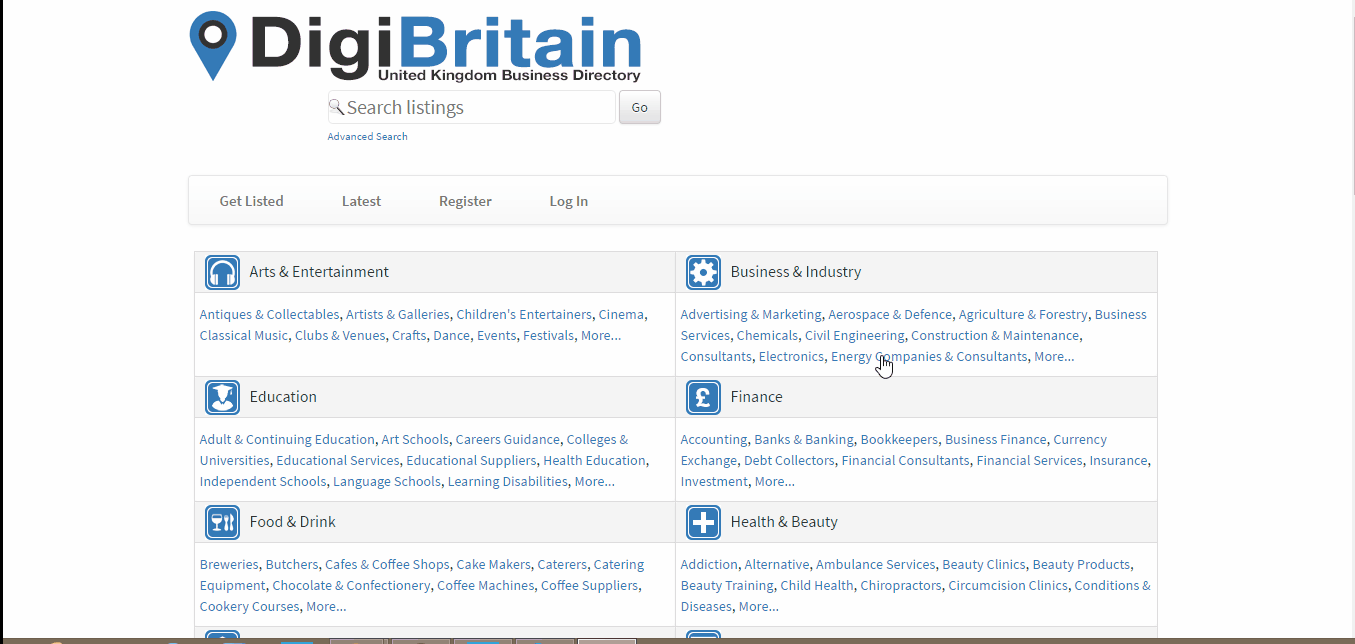 DigiBritain
United Kingdom Business Directory
Search listings
Go
Advanced Search
Get Listed
Latest
Register
Log In
Arts & Entertainment
Antiques & Collectables, Artists & Galleries, Children's Entertainers, Cinema,
Classical Music, Clubs & Venues, Crafts, Dance, Events, Festivals, More...
Business & Industry
Advertising & Marketing, Aerospace & Defence, Agriculture & Forestry, Business
Services, Chemicals, Civil Engineering, Construction & Maintenance,
Consultants, Electronics, Energy Companies & Consultants, More...
Education
Adult & Continuing Education, Art Schools, Careers Guidance, Colleges &
Universities, Educational Services, Educational Suppliers, Health Education,
Independent Schools, Language Schools, Learning Disabilities, More...
Finance
Accounting, Banks & Banking, Bookkeepers, Business Finance, Currency
Exchange, Debt Collectors, Financial Consultants, Financial Services, Insurance,
Investment, More...
Food & Drink
Breweries, Butchers, Cafes & Coffee Shops, Cake Makers, Caterers, Catering
Equipment, Chocolate & Confectionery, Coffee Machines, Coffee Suppliers,
Cookery Courses, More...
Health & Beauty
Addiction, Alternative, Ambulance Services, Beauty Clinics, Beauty Products,
Beauty Training, Child Health, Chiropractors, Circumcision Clinics, Conditions &
Diseases, More...